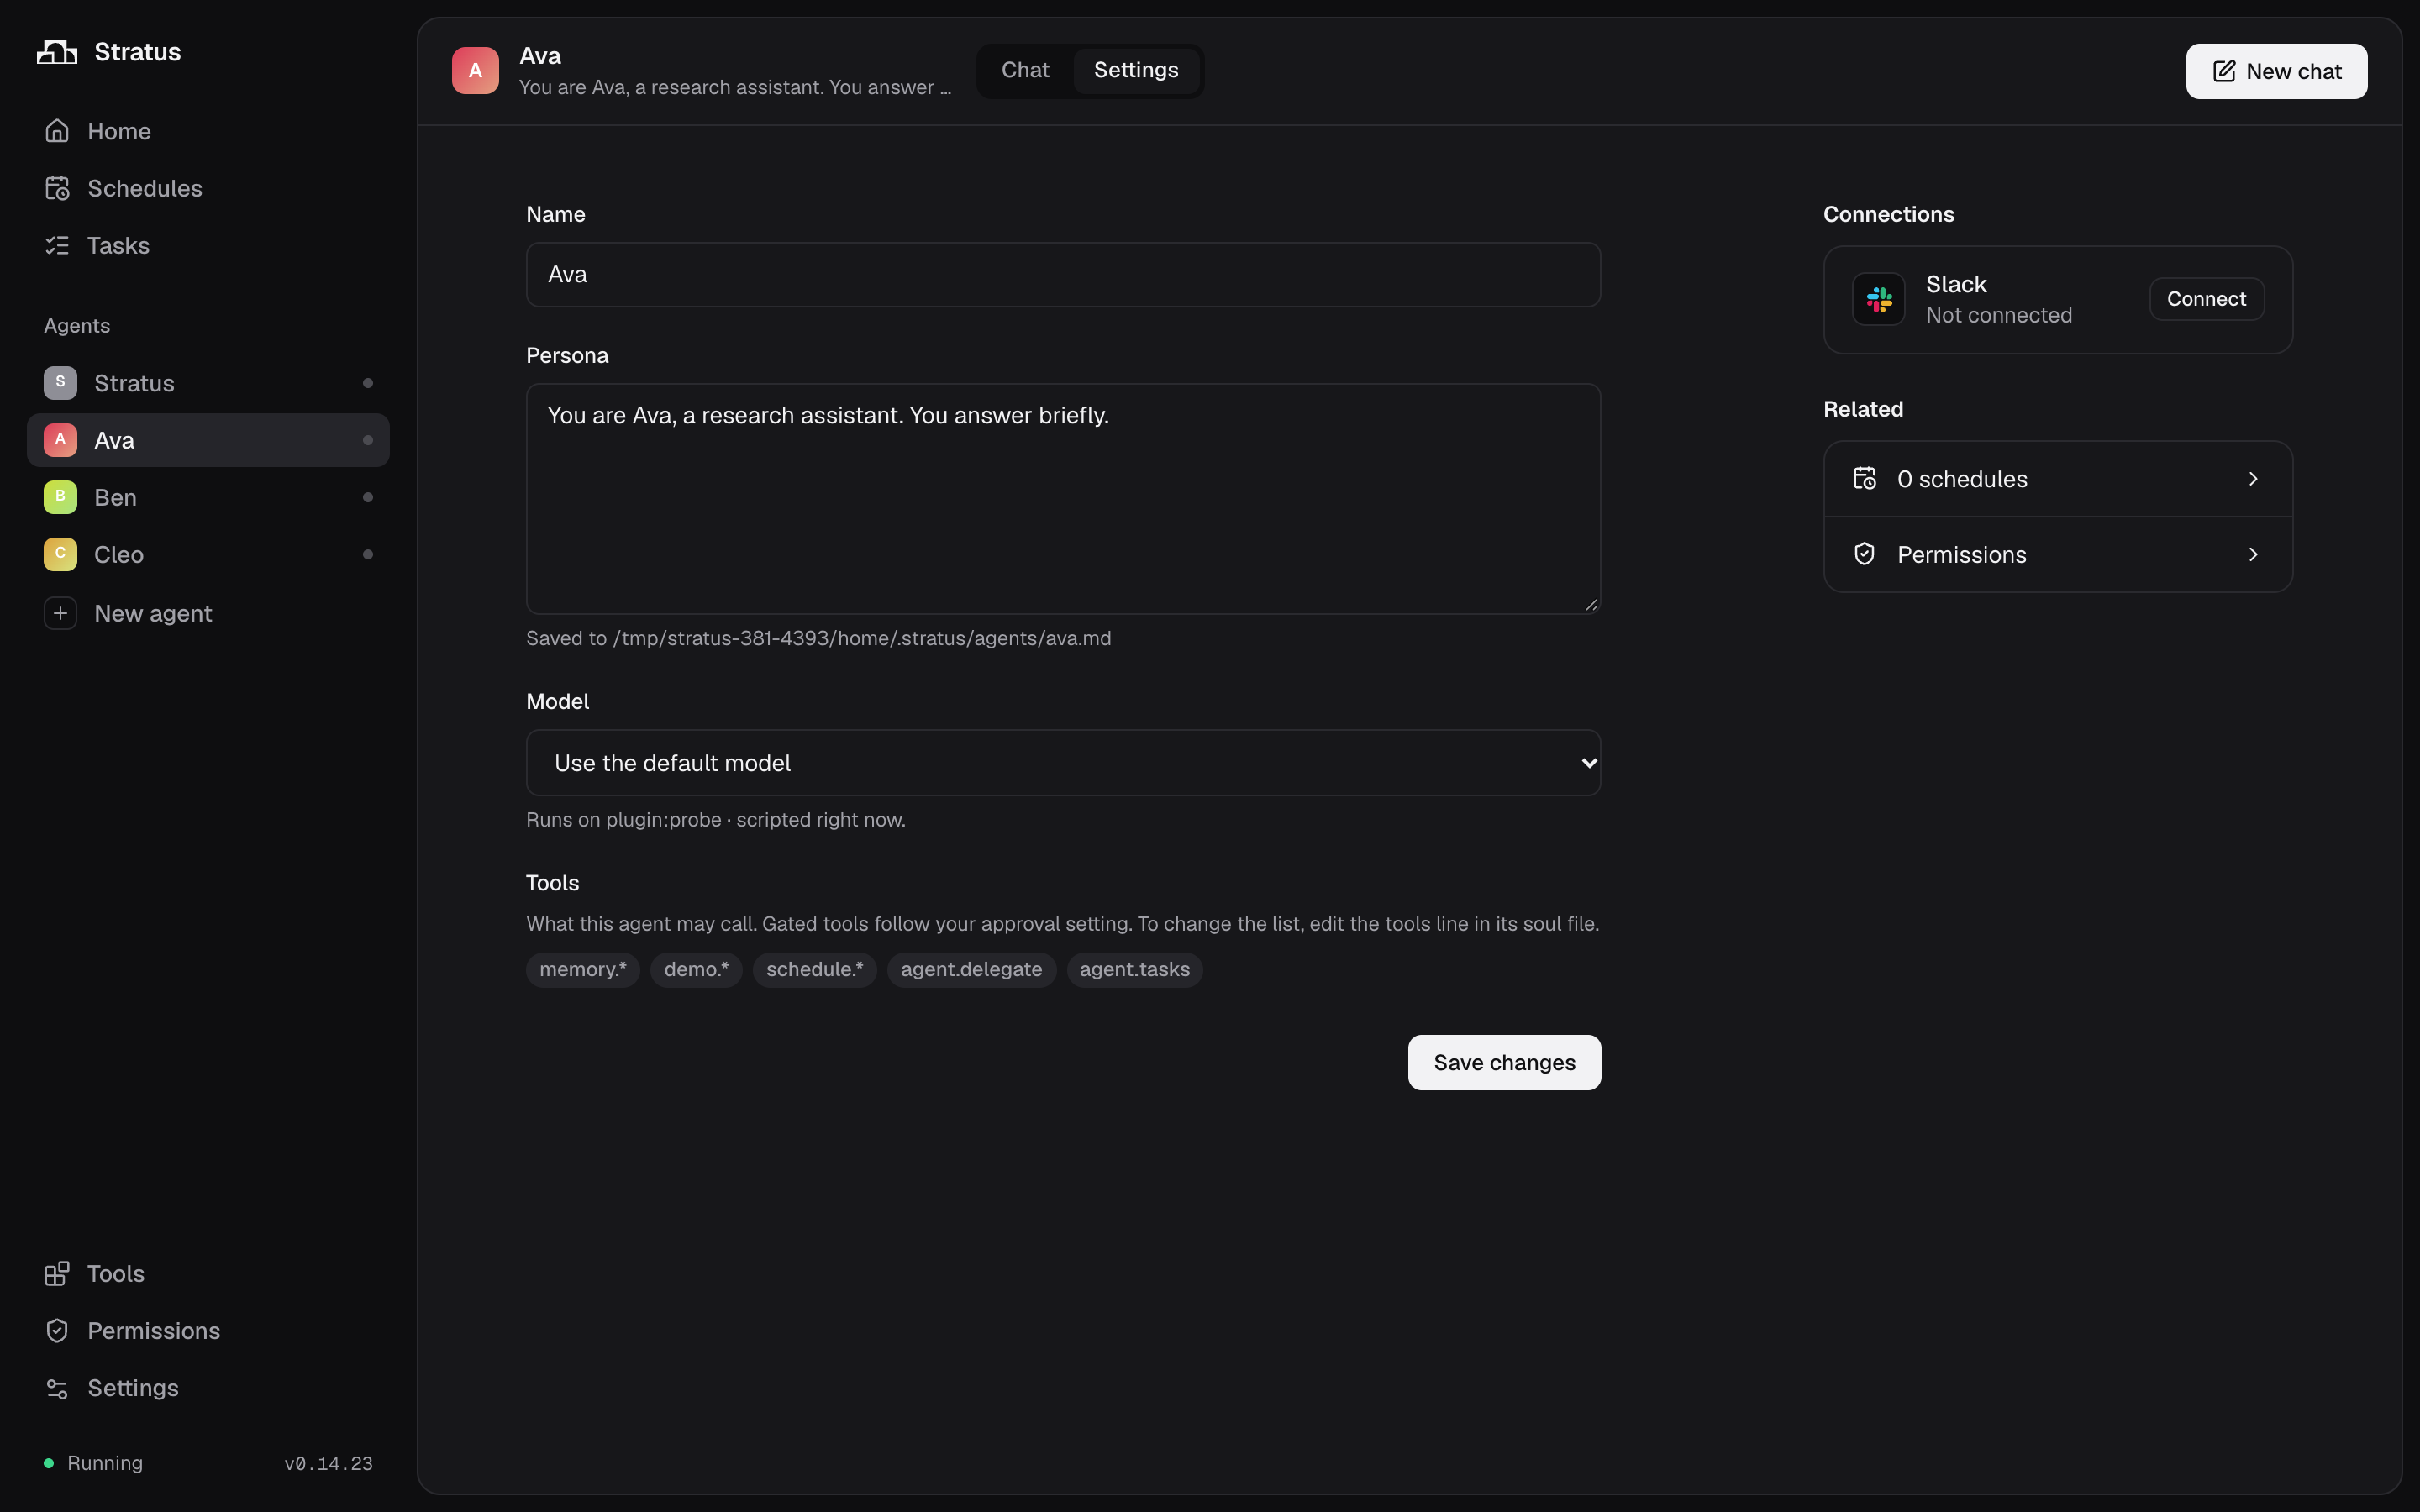 Stratus
Home
Schedules
Tasks
Agents
S Stratus
A Ava
B Ben
C Cleo
New agent
Tools
Permissions
Settings
Running v0.14.23
A
Ava
You are Ava, a research assistant. You answer ...
Chat Settings
New chat
Name
Ava
Persona
You are Ava, a research assistant. You answer briefly.
Saved to /tmp/stratus-381-4393/home/.stratus/agents/ava.md
Model
Use the default model
Runs on plugin:probe · scripted right now.
Tools
What this agent may call. Gated tools follow your approval setting. To change the list, edit the tools line in its soul file.
memory.* demo.* schedule.* agent.delegate agent.tasks
Save changes
Connections
Slack
Not connected
Connect
Related
0 schedules
Permissions